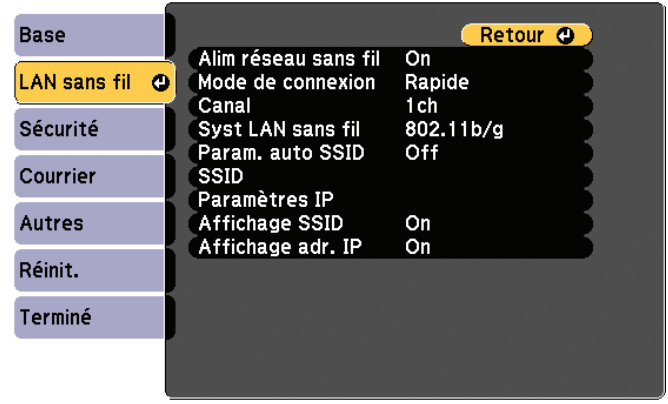 Base
LAN sans fil
Sécurité
Courrier
Autres
Réinit.
Terminé
Retour
Alim réseau sans fil On
Mode de connexion Rapide
Canal 1ch
Syst LAN sans fil 802.11b/g
Param. auto SSID Off
SSID
Paramètres IP
Affichage SSID On
Affichage adr. IP On